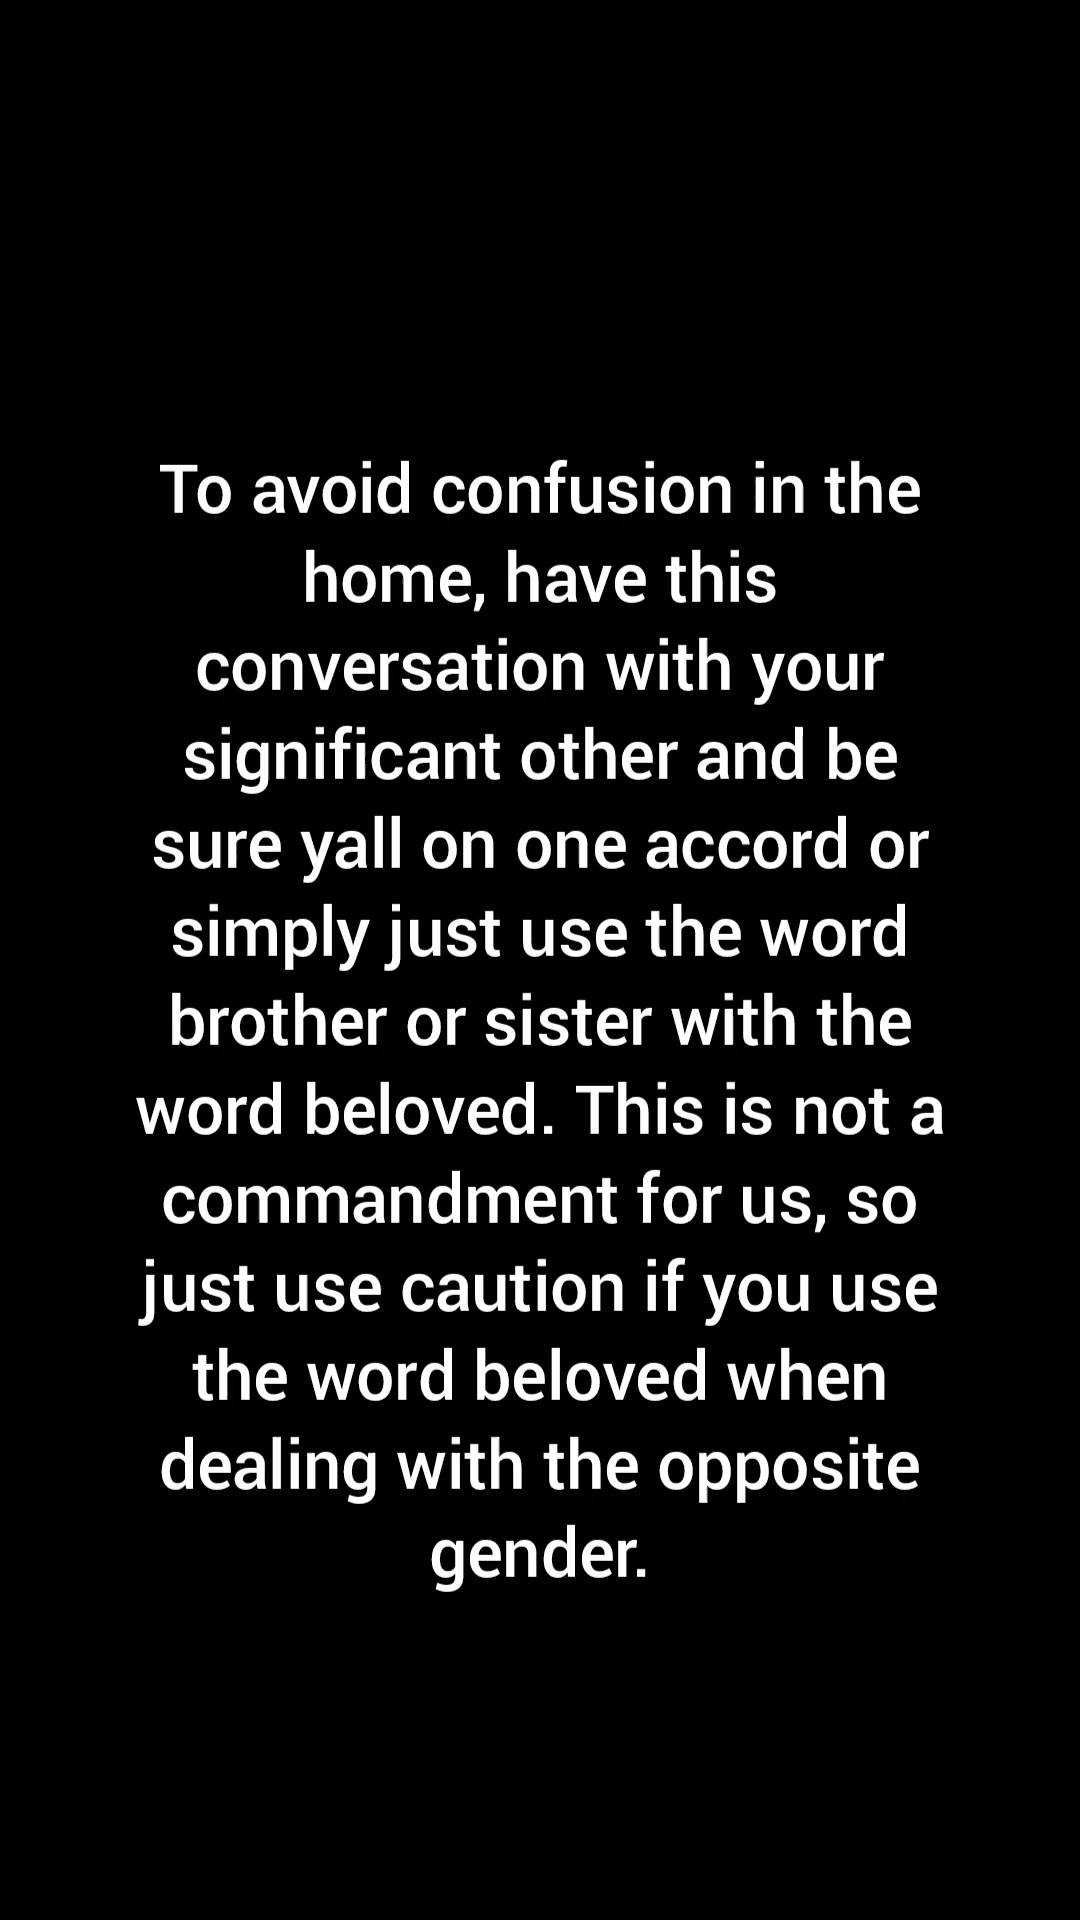 To avoid confusion in the
home, have this
conversation with your
significant other and be
sure yall on one accord or
simply just use the word
brother or sister with the
word beloved. This is not a
commandment for us, so
just use caution if you use
the word beloved when
dealing with the opposite
gender.